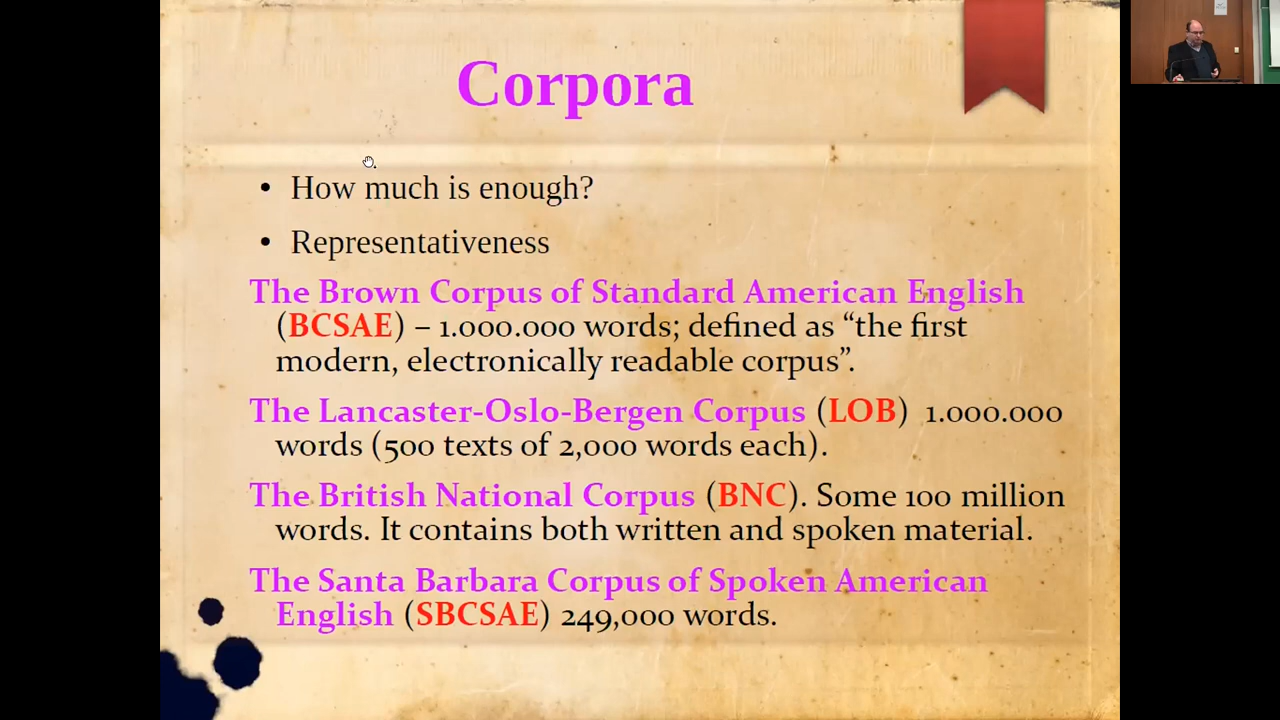 Corpora
• How much is enough?
• Representativeness
The Brown Corpus of Standard American English
(BCSAE) – 1.000.000 words; defined as “the first
modern, electronically readable corpus”.
The Lancaster-Oslo-Bergen Corpus (LOB) 1.000.000
words (500 texts of 2,000 words each).
The British National Corpus (BNC). Some 100 million
words. It contains both written and spoken material.
The Santa Barbara Corpus of Spoken American
English (SBCSAE) 249,000 words.